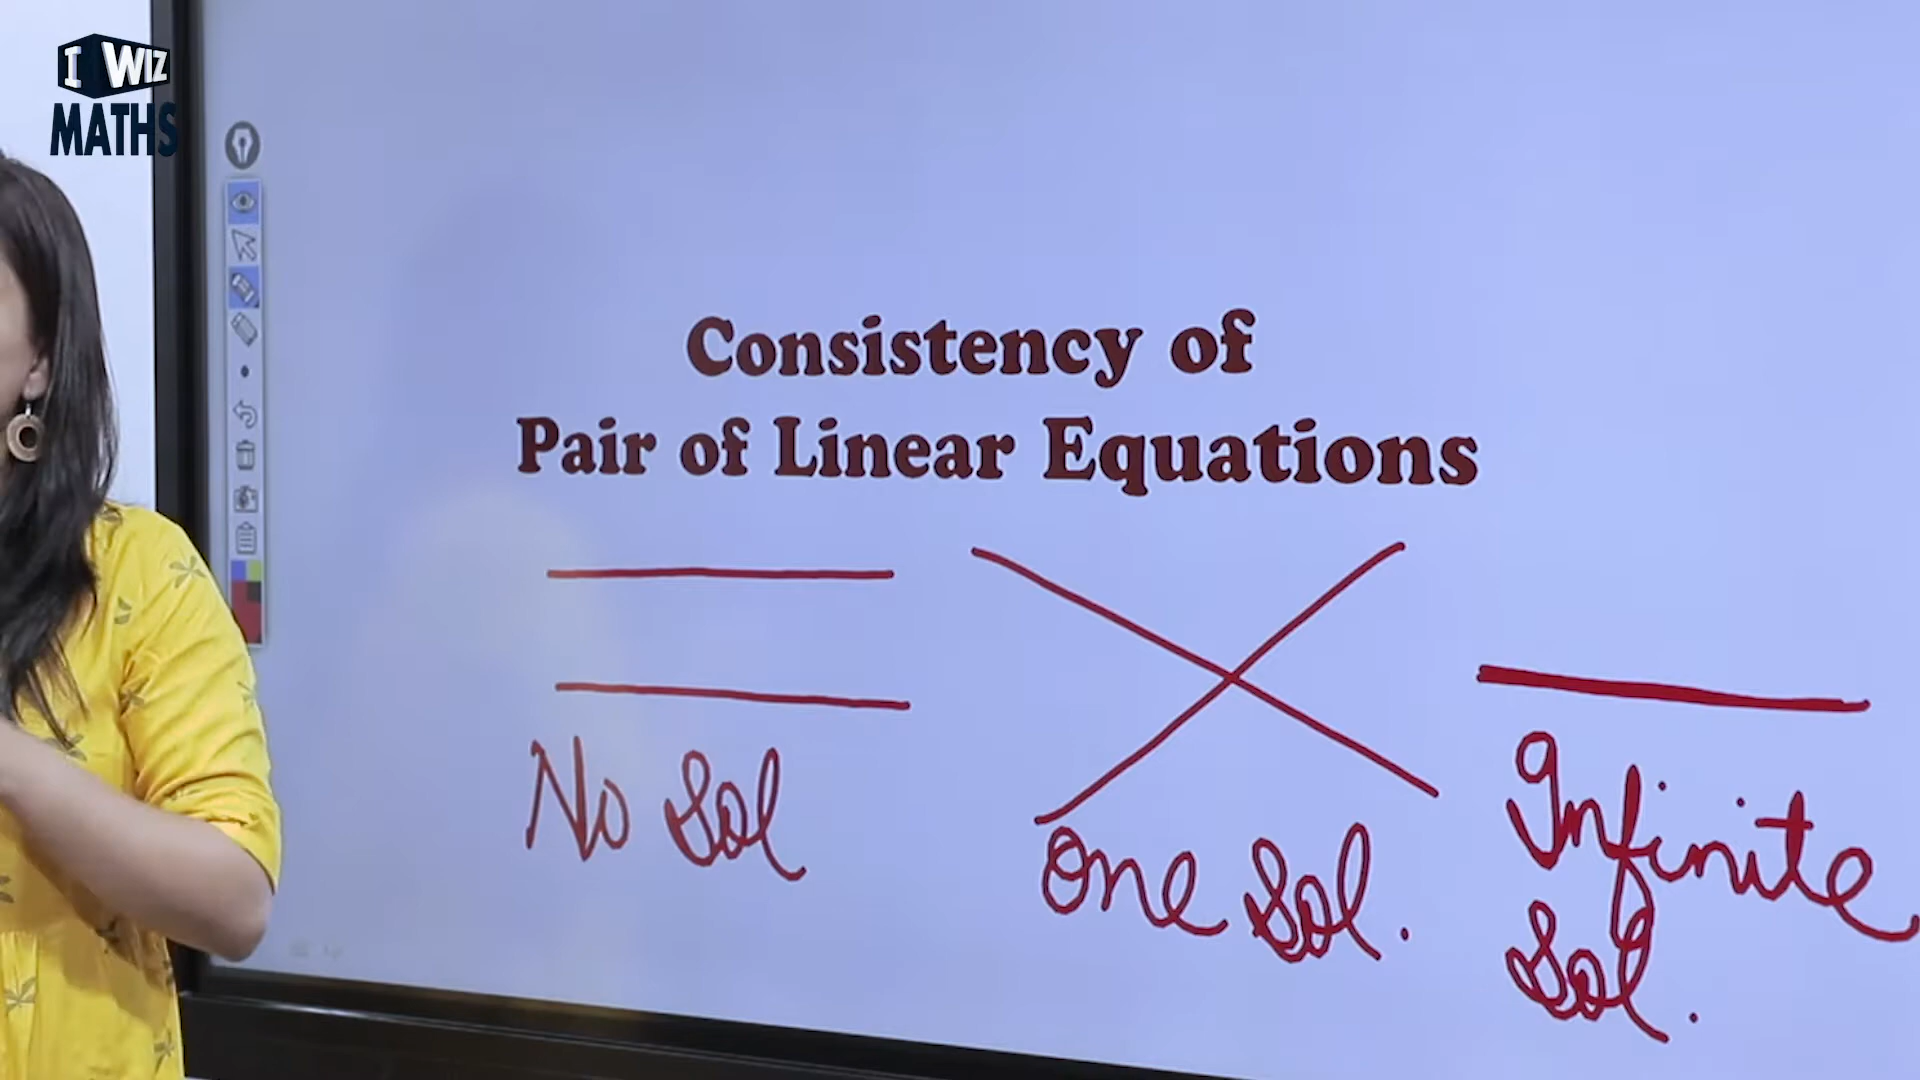 I WIZ
MATHS
Consistency of
Pair of Linear Equations
No Sol
One Sol.
Infinite
Sol.